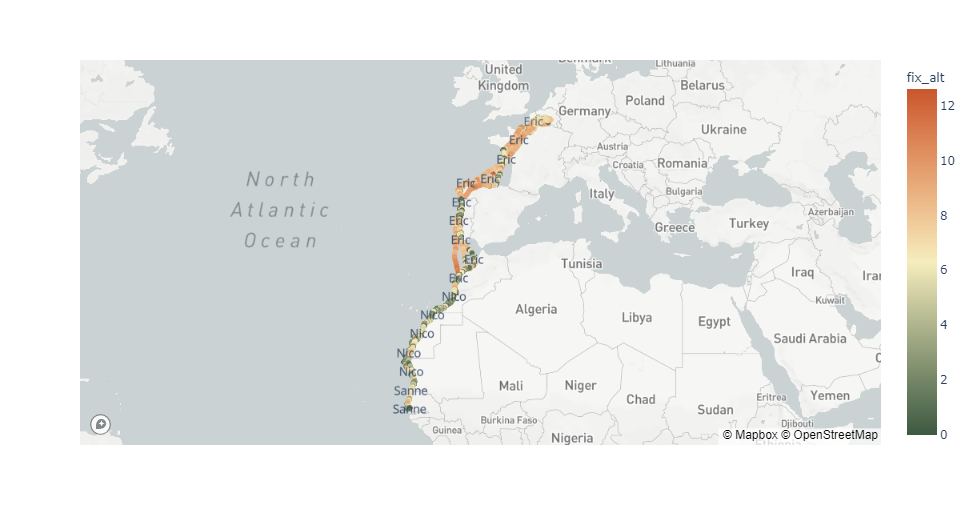 fix_alt
12
10
8
6
4
2
0
Lithuania
United
Kingdom
Belarus
Poland
Germany
Eric
Ukraine
Eric
Austria
Eric
Croatia
Romania
Eric
Eric
Italy
Bulgaria
North
Atlantic
Ocean
Eric
Eric
Greece
Turkey
Azerbaijan
Eric
Eric
Tunisia
Iraq
Eric
Nico
Kuwait
Algeria
Libya
Egypt
Nico
Saudi Arabia
Nico
Nico
Nico
Mali
Niger
Sanne
Chad
Eritrea
Yemen
Sanne
Sudan
Burkina Faso
Djibouti
Guinea
Nigeria
© Mapbox © OpenStreetMap